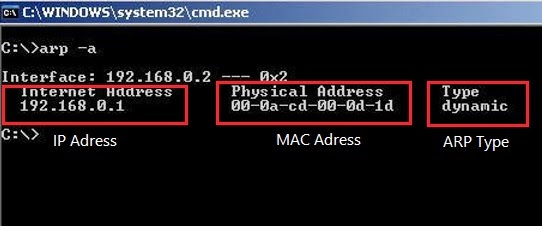 C:\WINDOWS\system32\cmd.exe
C:\>arp -a
Interface: 192.168.0.2 --- 0x2
Internet Address Physical Address Type
192.168.0.1 00-0a-cd-00-0d-1d dynamic
C:\>
IP Adress MAC Adress ARP Type